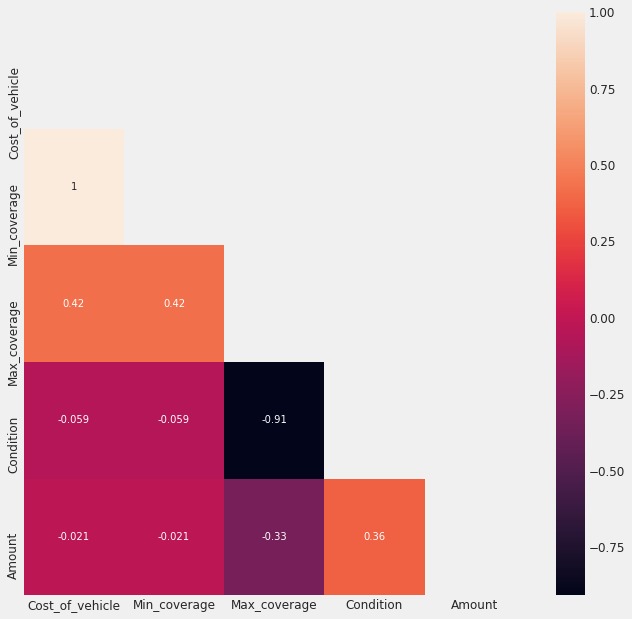 1.00
0.75
0.50
0.25
0.00
−0.25
−0.50
−0.75
Cost_of_vehicle
Min_coverage
1
Max_coverage
0.42 0.42
Condition
-0.059 -0.059 -0.91
Amount
-0.021 -0.021 -0.33 0.36
Cost_of_vehicle Min_coverage Max_coverage Condition Amount